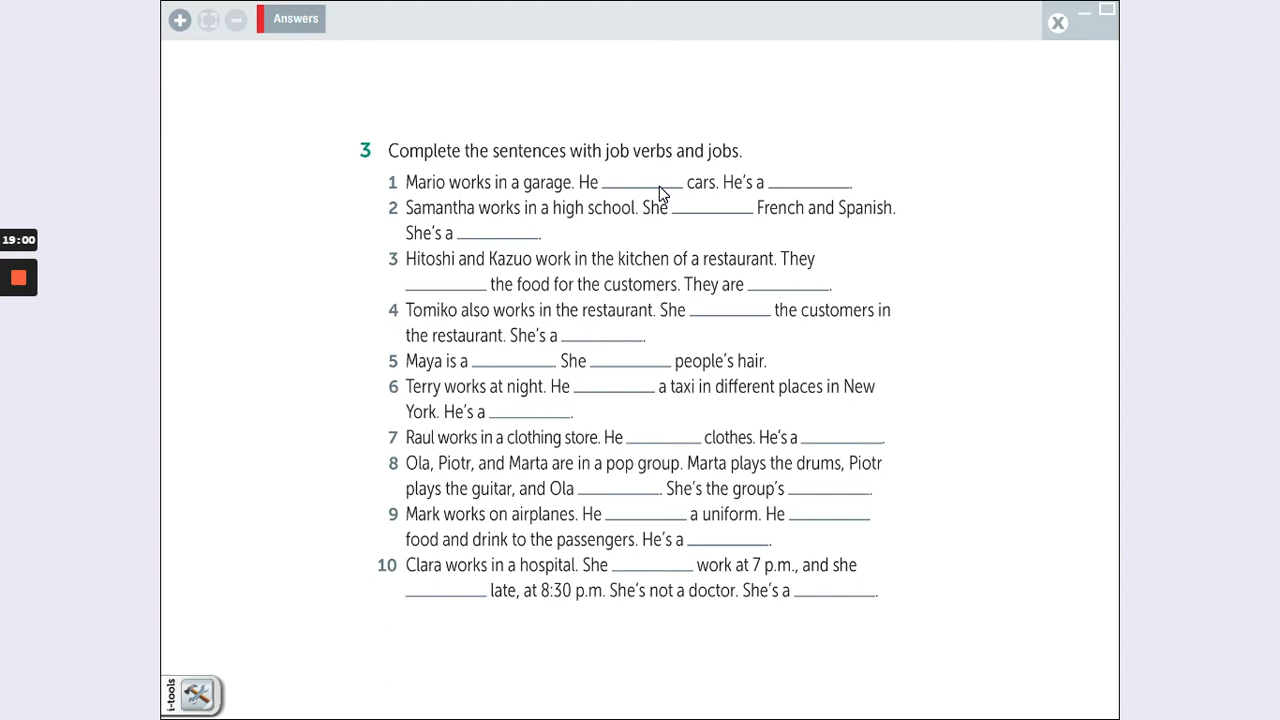 Answers
X
3 Complete the sentences with job verbs and jobs.
1 Mario works in a garage. He __________ cars. He's a __________.
2 Samantha works in a high school. She __________ French and Spanish.
She's a __________.
3 Hitoshi and Kazuo work in the kitchen of a restaurant. They
__________ the food for the customers. They are __________.
4 Tomiko also works in the restaurant. She __________ the customers in
the restaurant. She's a __________.
5 Maya is a __________. She __________ people's hair.
6 Terry works at night. He __________ a taxi in different places in New
York. He's a __________.
7 Raul works in a clothing store. He __________ clothes. He's a __________.
8 Ola, Piotr, and Marta are in a pop group. Marta plays the drums, Piotr
plays the guitar, and Ola __________. She's the group's __________.
9 Mark works on airplanes. He __________ a uniform. He __________
food and drink to the passengers. He's a __________.
10 Clara works in a hospital. She __________ work at 7 p.m., and she
__________ late, at 8:30 p.m. She's not a doctor. She's a __________.
19:00
i-tools